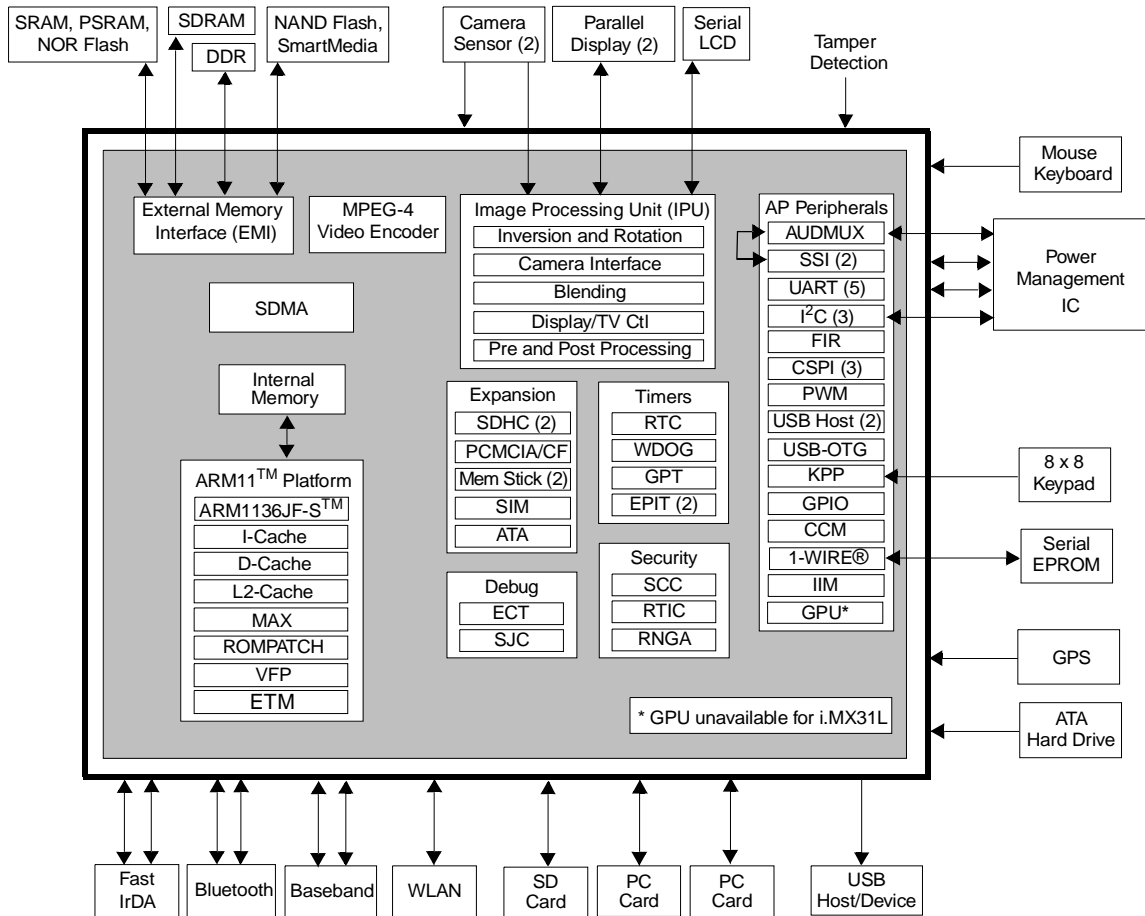 SRAM, PSRAM,
NOR Flash
SDRAM
DDR
NAND Flash,
SmartMedia
Camera
Sensor (2)
Parallel
Display (2)
Serial
LCD
Tamper
Detection
External Memory
Interface (EMI)
MPEG-4
Video Encoder
SDMA
Internal
Memory
ARM11™ Platform
ARM1136JF-S™
I-Cache
D-Cache
L2-Cache
MAX
ROMPATCH
VFP
ETM
Image Processing Unit (IPU)
Inversion and Rotation
Camera Interface
Blending
Display/TV Ctl
Pre and Post Processing
Expansion
SDHC (2)
PCMCIA/CF
Mem Stick (2)
SIM
ATA
Timers
RTC
WDOG
GPT
EPIT (2)
Debug
ECT
SJC
Security
SCC
RTIC
RNGA
AP Peripherals
AUDMUX
SSI (2)
UART (5)
I²C (3)
FIR
CSPI (3)
PWM
USB Host (2)
USB-OTG
KPP
GPIO
CCM
1-WIRE®
IIM
GPU*
* GPU unavailable for i.MX31L
Mouse
Keyboard
Power
Management
IC
8 x 8
Keypad
Serial
EPROM
GPS
ATA
Hard Drive
Fast
IrDA
Bluetooth
Baseband
WLAN
SD
Card
PC
Card
PC
Card
USB
Host/Device